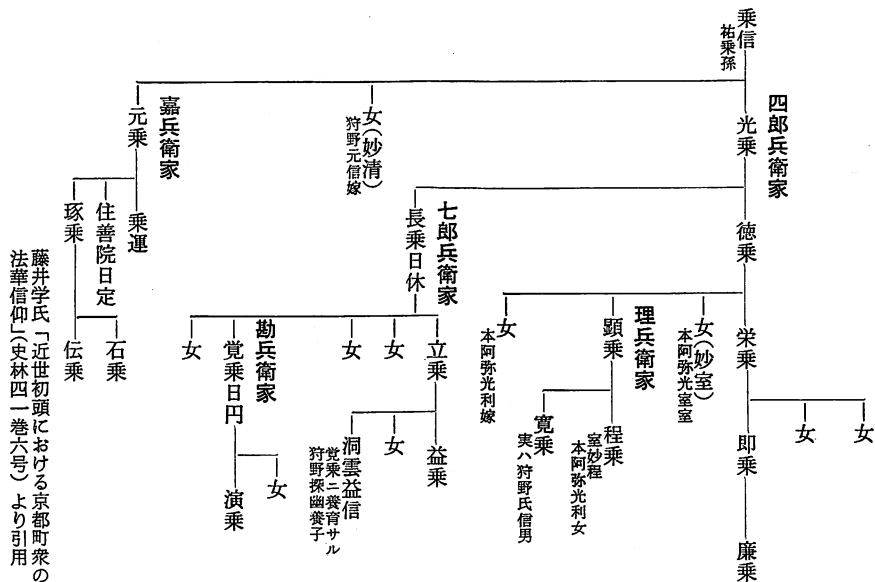 乗信
祐乗孫
四郎兵衛家
光乗
女(妙清)
狩野元信嫁
嘉兵衛家
元乗
徳乗
七郎兵衛家
長乗日休
乗運
住善院日定
琢乗
石乗
伝乗
栄乗
女(妙室)
本阿弥光室室
理兵衛家
顕乗
女
本阿弥光利嫁
立乗
女
女
勘兵衛家
覚乗日円
女
女
女
即乗
程乗
室妙程
本阿弥光利女
寛乗
実ハ狩野氏信男
益乗
女
洞雲益信
覚乗ニ養育サル
狩野探幽養子
女
演乗
廉乗
藤井学氏「近世初頭における京都町衆の
法華信仰」(史林四一巻六号)より引用